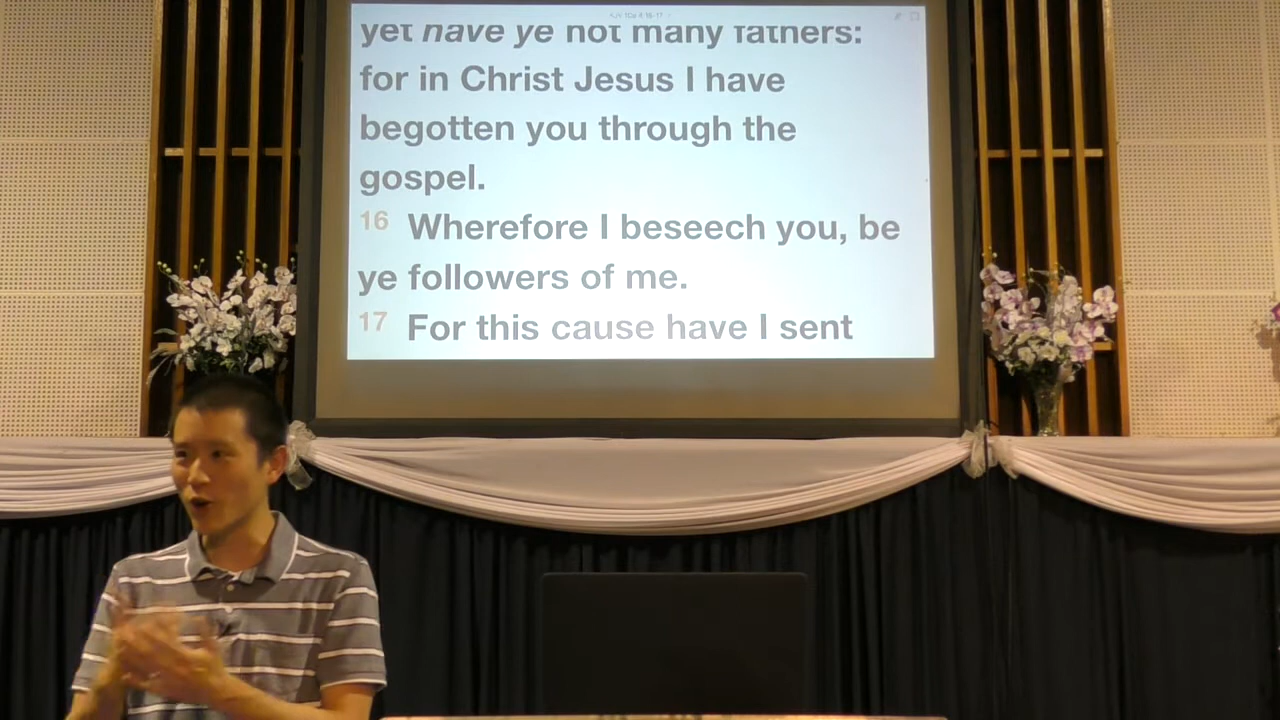 yet have ye not many fathers:
for in Christ Jesus I have
begotten you through the
gospel.
16 Wherefore I beseech you, be
ye followers of me.
17 For this cause have I sent